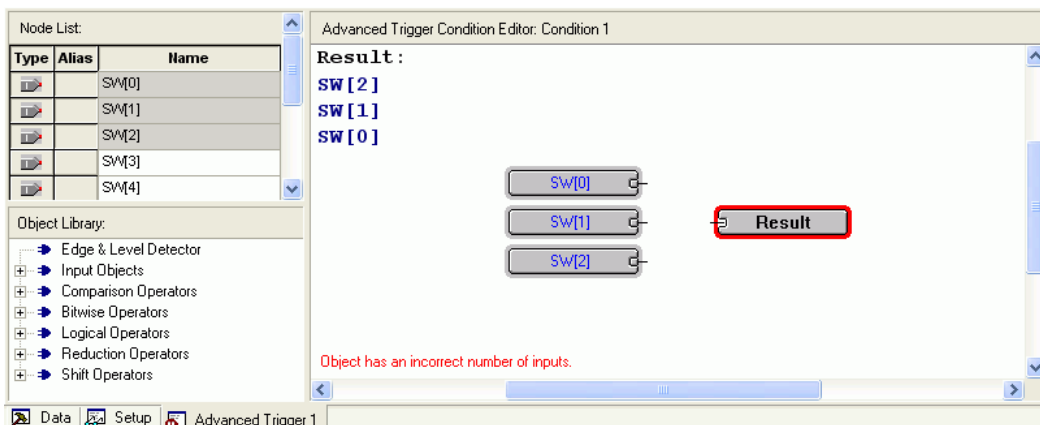 Node List:
Type Alias Name
SW[0]
SW[1]
SW[2]
SW[3]
SW[4]
Object Library:
Edge & Level Detector
Input Objects
Comparison Operators
Bitwise Operators
Logical Operators
Reduction Operators
Shift Operators
Advanced Trigger Condition Editor: Condition 1
Result:
SW[2]
SW[1]
SW[0]
SW[0]
SW[1]
Result
SW[2]
Object has an incorrect number of inputs.
Data Setup Advanced Trigger 1